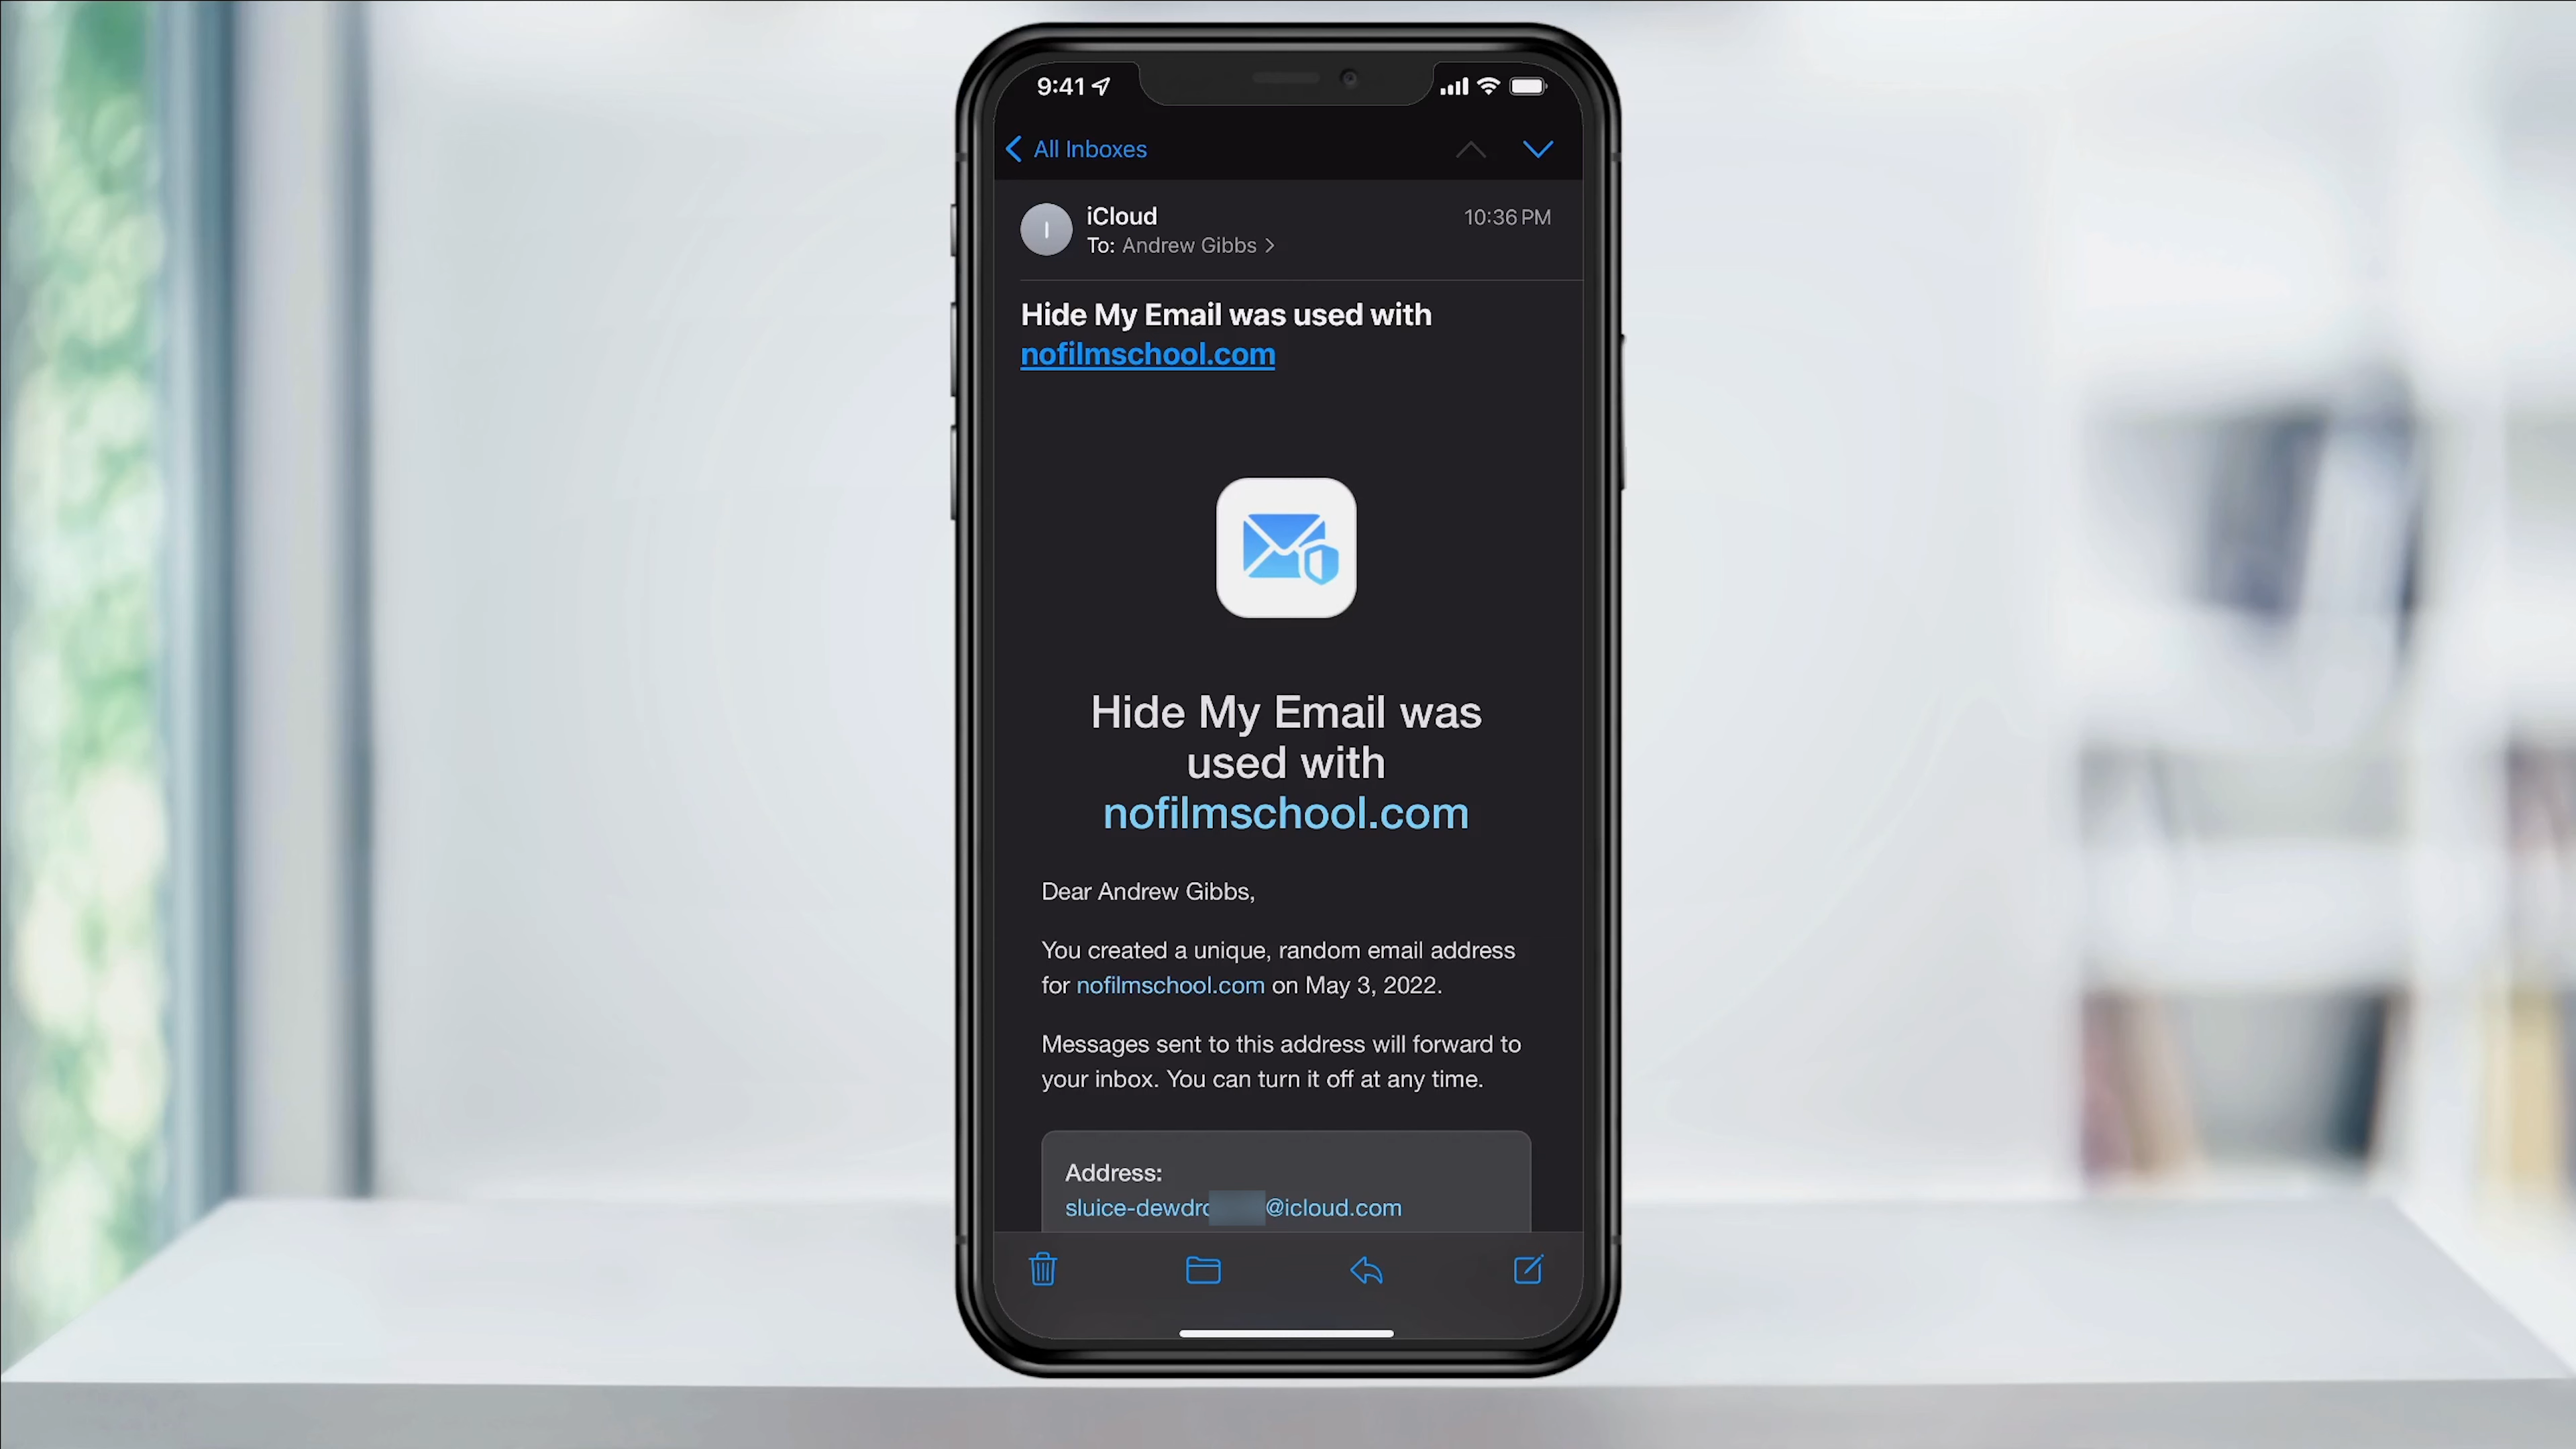 9:41
All Inboxes
I
iCloud
10:36 PM
To: Andrew Gibbs
Hide My Email was used with
nofilmschool.com
Hide My Email was
used with
nofilmschool.com
Dear Andrew Gibbs,
You created a unique, random email address
for nofilmschool.com on May 3, 2022.
Messages sent to this address will forward to
your inbox. You can turn it off at any time.
Address:
@icloud.com